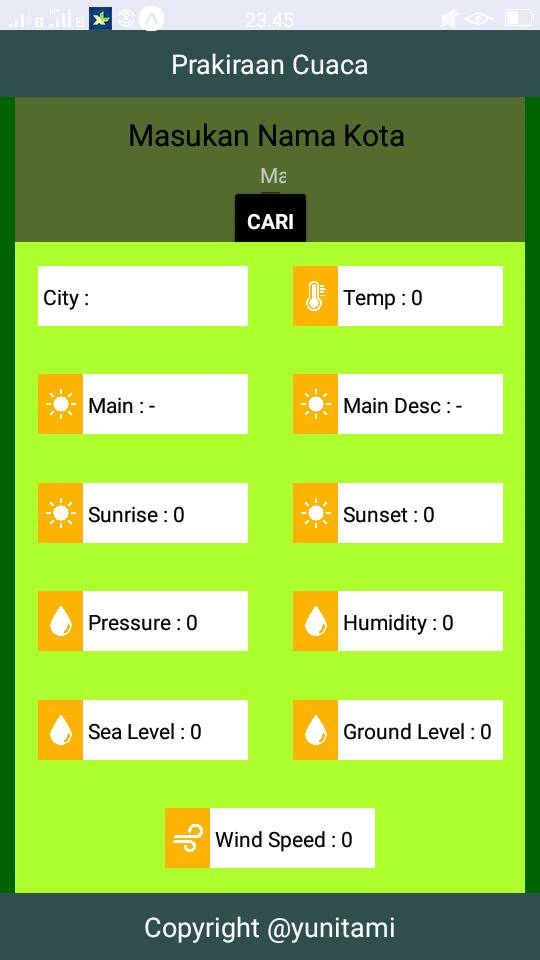 23.45
Prakiraan Cuaca
Masukan Nama Kota
Ma
CARI
City :
Temp : 0
Main : -
Main Desc : -
Sunrise : 0
Sunset : 0
Pressure : 0
Humidity : 0
Sea Level : 0
Ground Level : 0
Wind Speed : 0
Copyright @yunitami